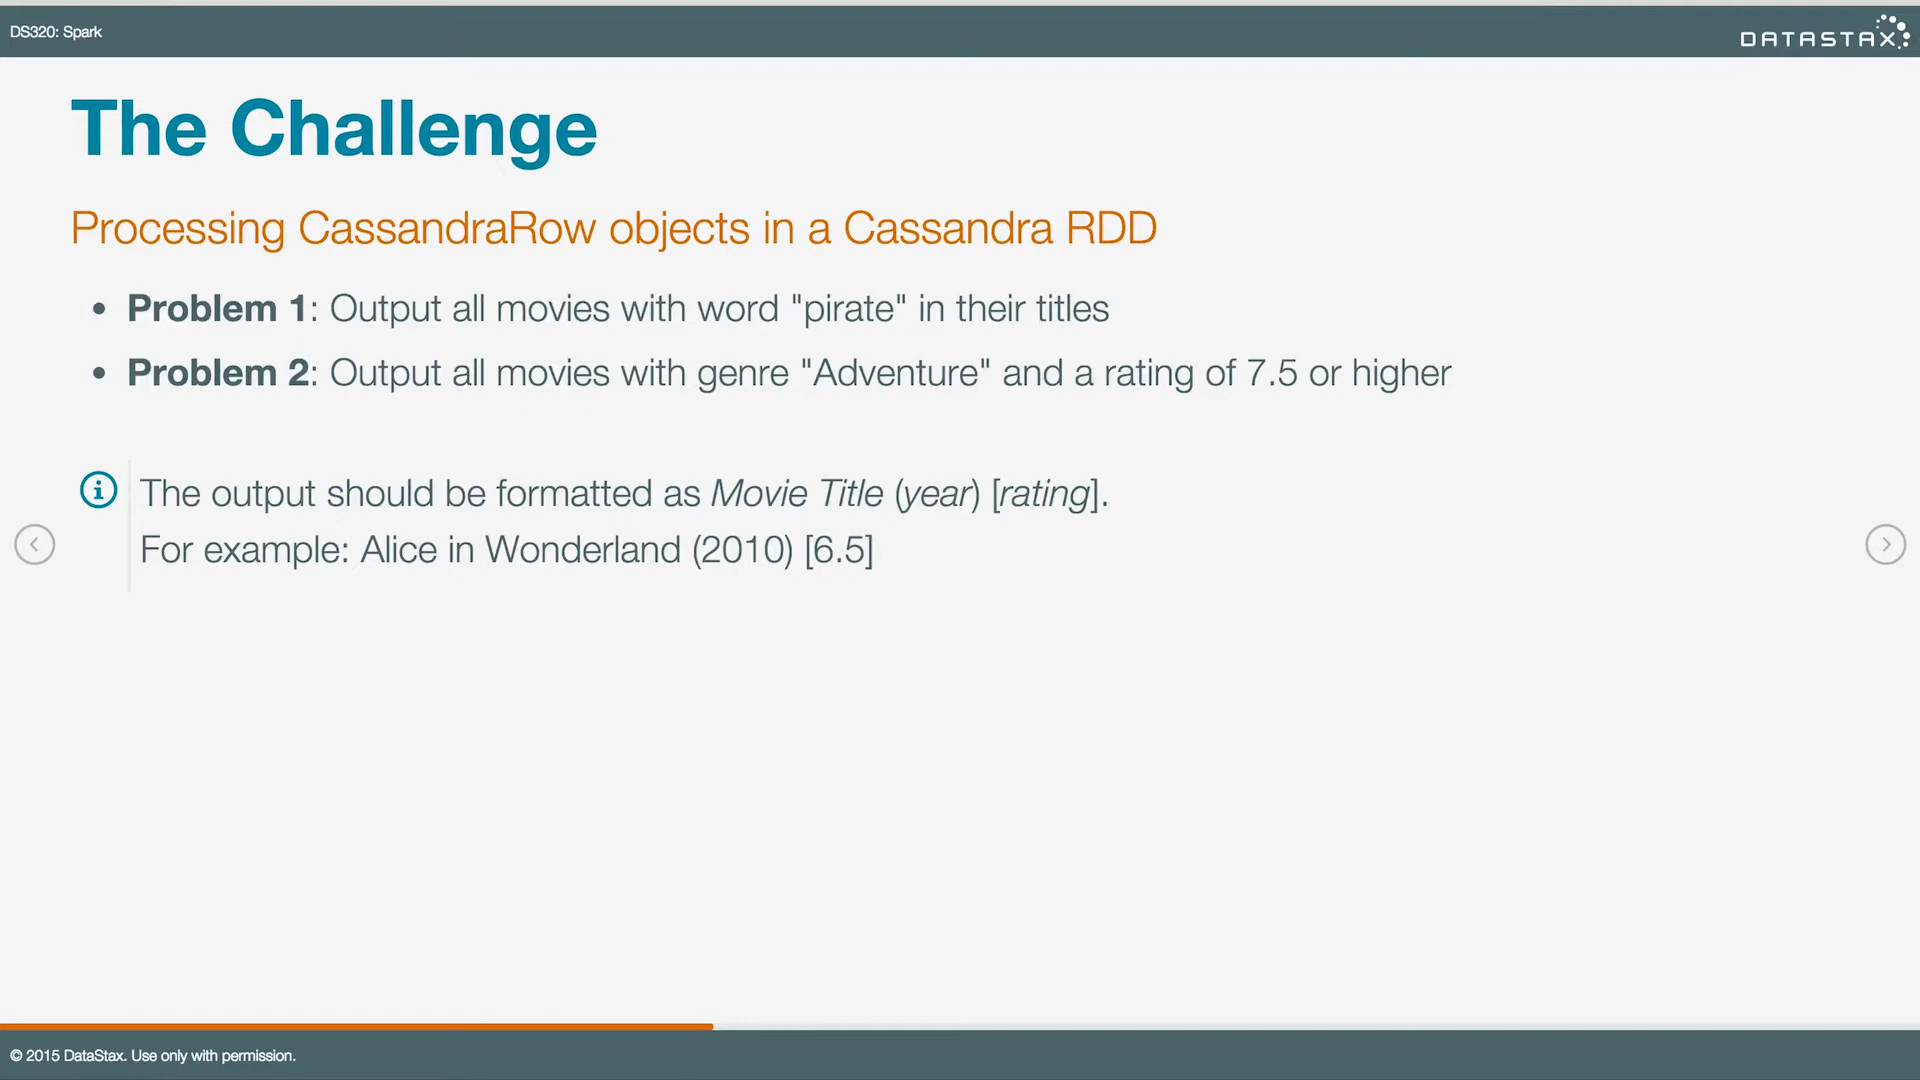 DS320: Spark
DATASTAX
The Challenge
Processing CassandraRow objects in a Cassandra RDD
• Problem 1: Output all movies with word "pirate" in their titles
• Problem 2: Output all movies with genre "Adventure" and a rating of 7.5 or higher
The output should be formatted as Movie Title (year) [rating].
For example: Alice in Wonderland (2010) [6.5]
© 2015 DataStax. Use only with permission.